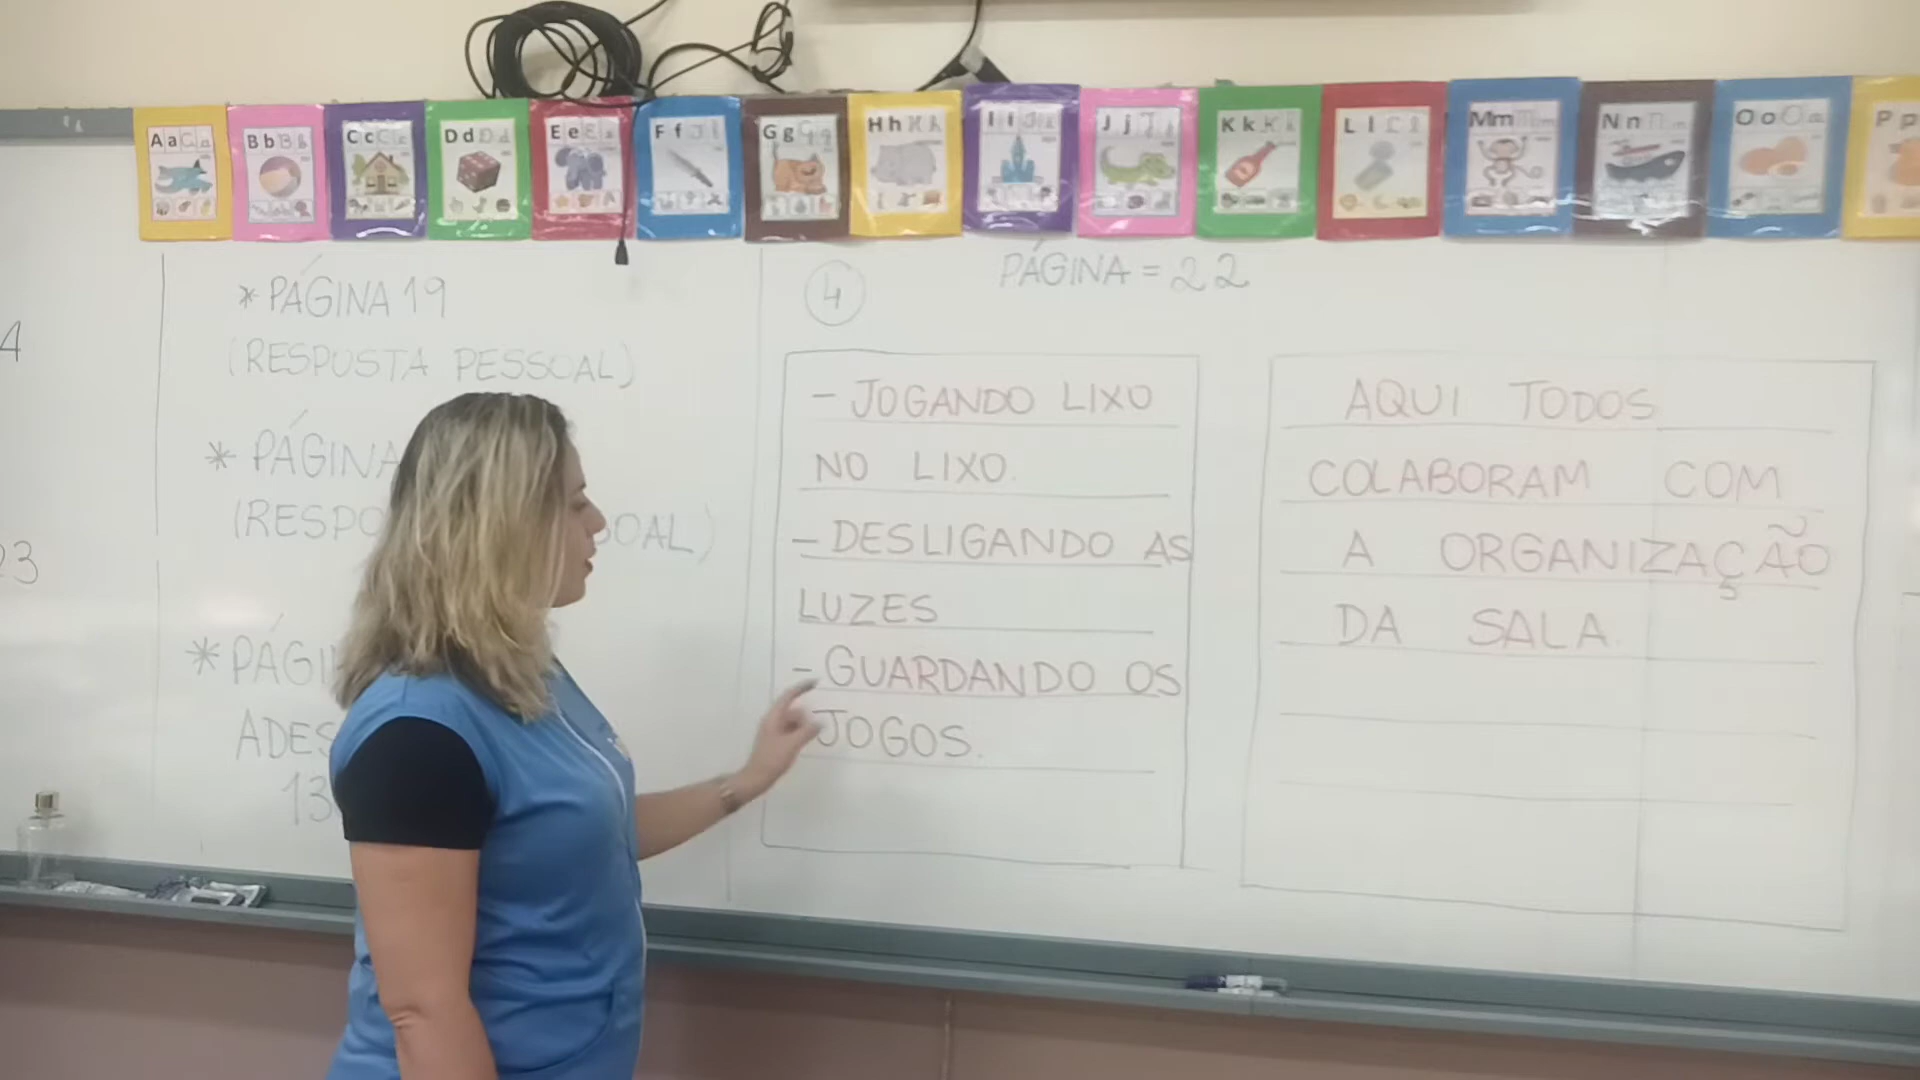 Aa
Bb
Cc
Dd
Ee
Ff
Gg
Hh
Ii
Jj
Kk
Ll
Mm
Nn
Oo
Pp
4
23
* PÁGINA 19
(RESPOSTA PESSOAL)
* PÁGINA
* PÁGI
ADES
13
4
PÁGINA = 22
- JOGANDO LIXO
NO LIXO.
- DESLIGANDO AS
LUZES
- GUARDANDO OS
JOGOS.
AQUI TODOS
COLABORAM COM
A ORGANIZAÇÃO
DA SALA.